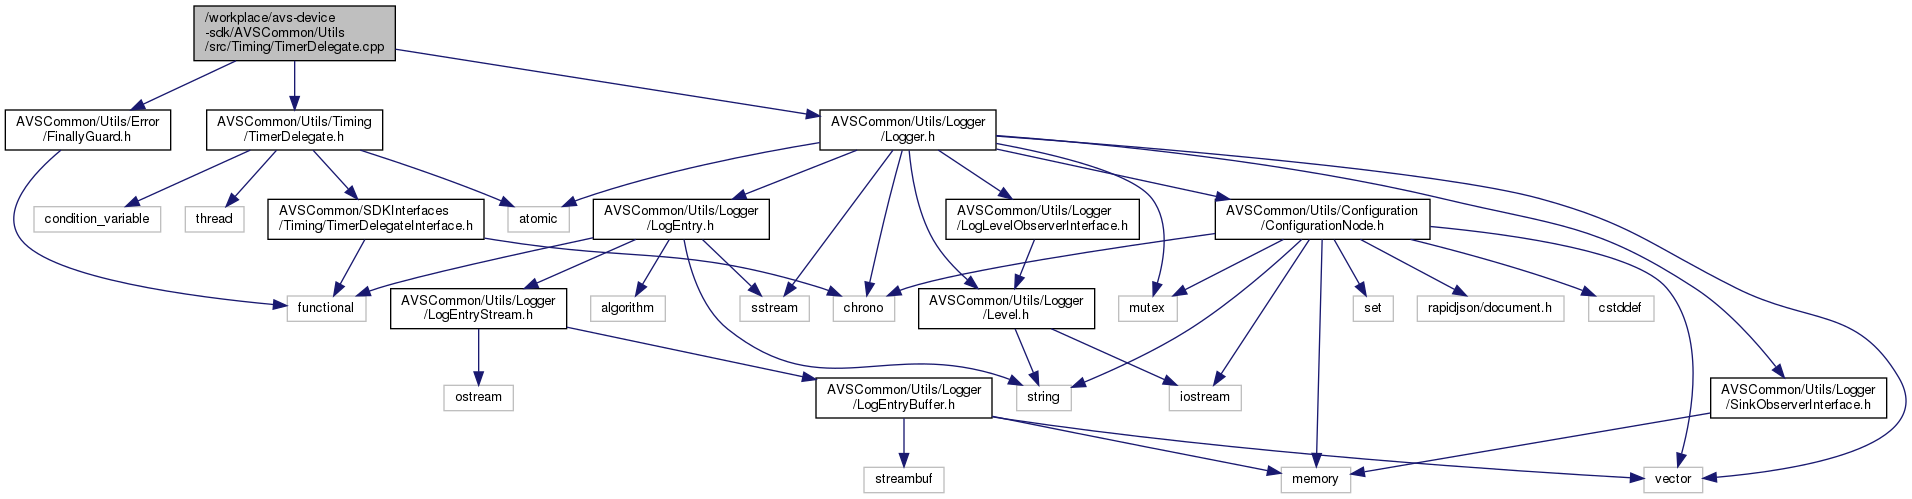 /workplace/avs-device
-sdk/AVSCommon/Utils
/src/Timing/TimerDelegate.cpp
AVSCommon/Utils/Error
/FinallyGuard.h
AVSCommon/Utils/Timing
/TimerDelegate.h
AVSCommon/Utils/Logger
/Logger.h
condition_variable
thread
AVSCommon/SDKInterfaces
/Timing/TimerDelegateInterface.h
atomic
AVSCommon/Utils/Logger
/LogEntry.h
AVSCommon/Utils/Logger
/LogLevelObserverInterface.h
AVSCommon/Utils/Configuration
/ConfigurationNode.h
functional
AVSCommon/Utils/Logger
/LogEntryStream.h
algorithm
sstream
chrono
AVSCommon/Utils/Logger
/Level.h
mutex
set
rapidjson/document.h
cstddef
ostream
AVSCommon/Utils/Logger
/LogEntryBuffer.h
string
iostream
AVSCommon/Utils/Logger
/SinkObserverInterface.h
streambuf
memory
vector